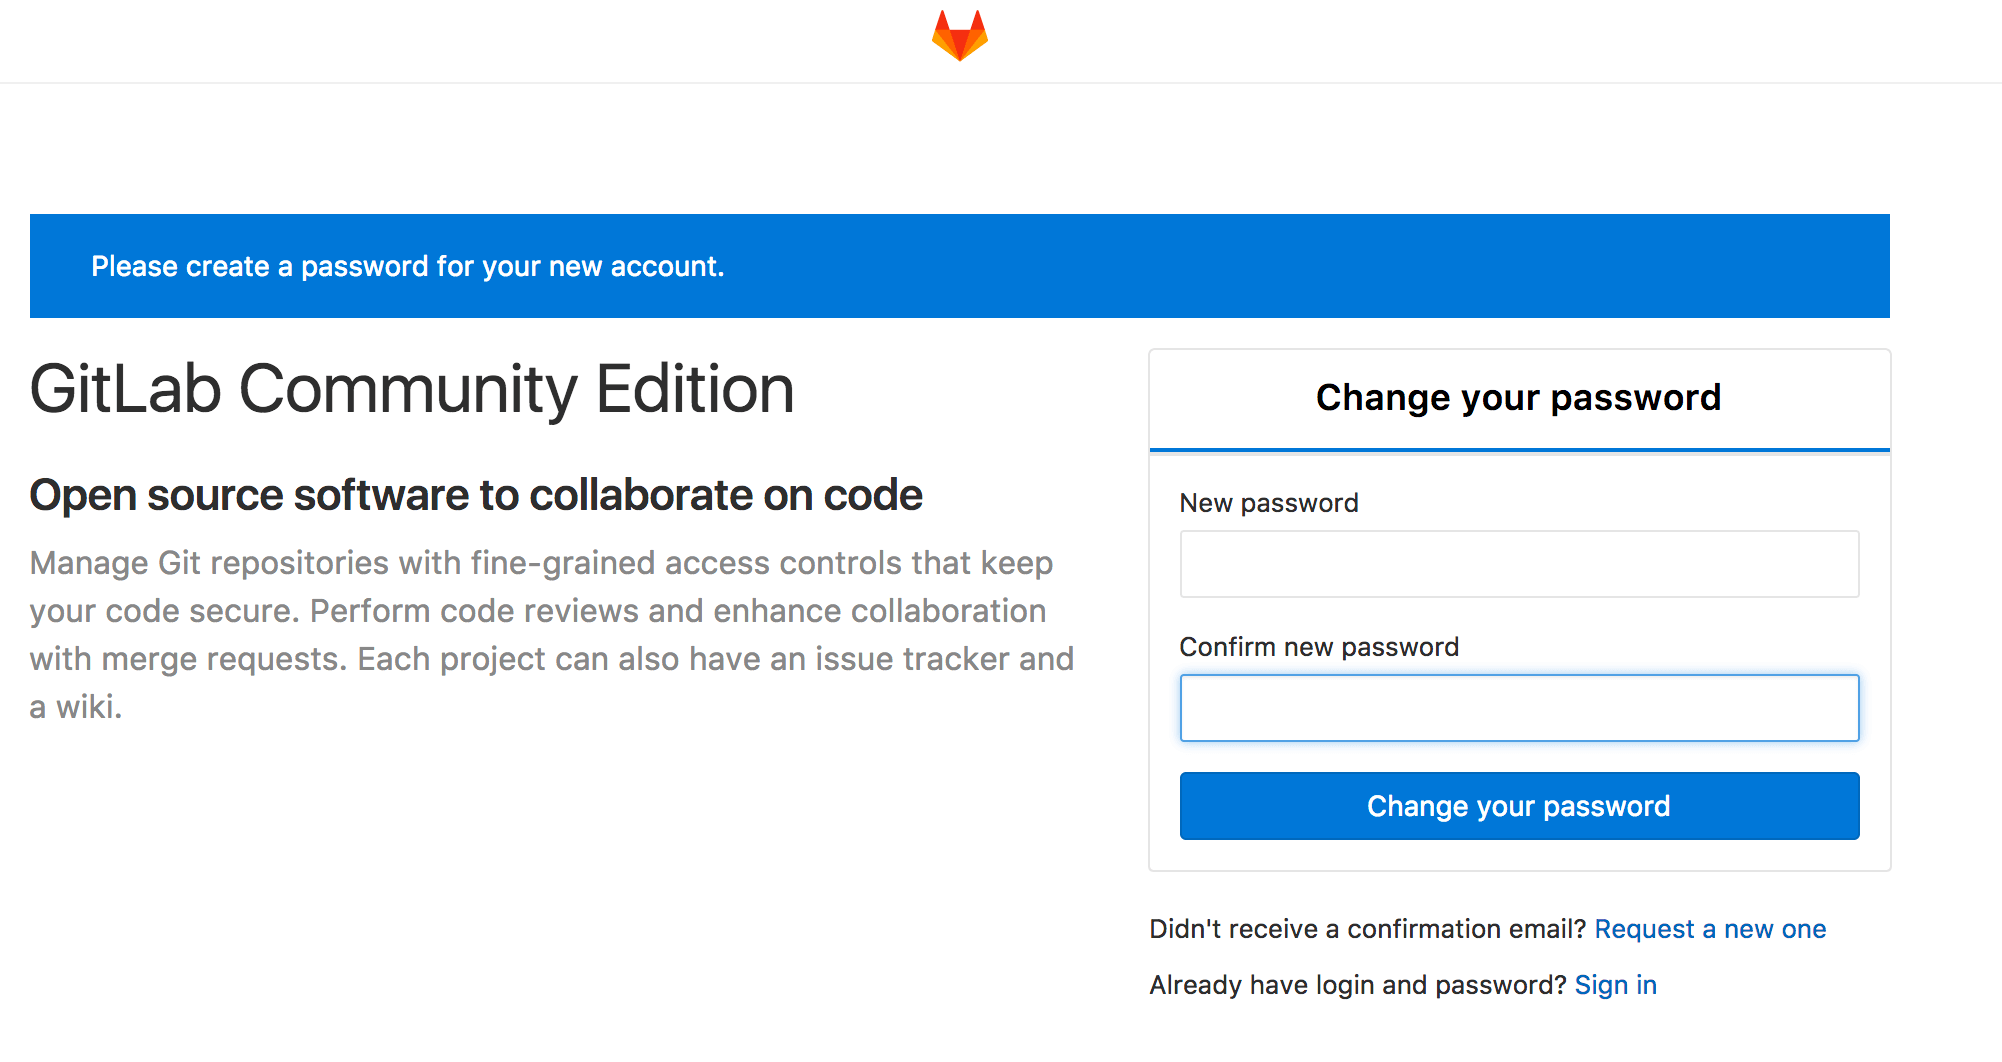 Please create a password for your new account.
GitLab Community Edition
Open source software to collaborate on code
Manage Git repositories with fine-grained access controls that keep
your code secure. Perform code reviews and enhance collaboration
with merge requests. Each project can also have an issue tracker and
a wiki.
Change your password
New password
Confirm new password
Change your password
Didn't receive a confirmation email? Request a new one
Already have login and password? Sign in